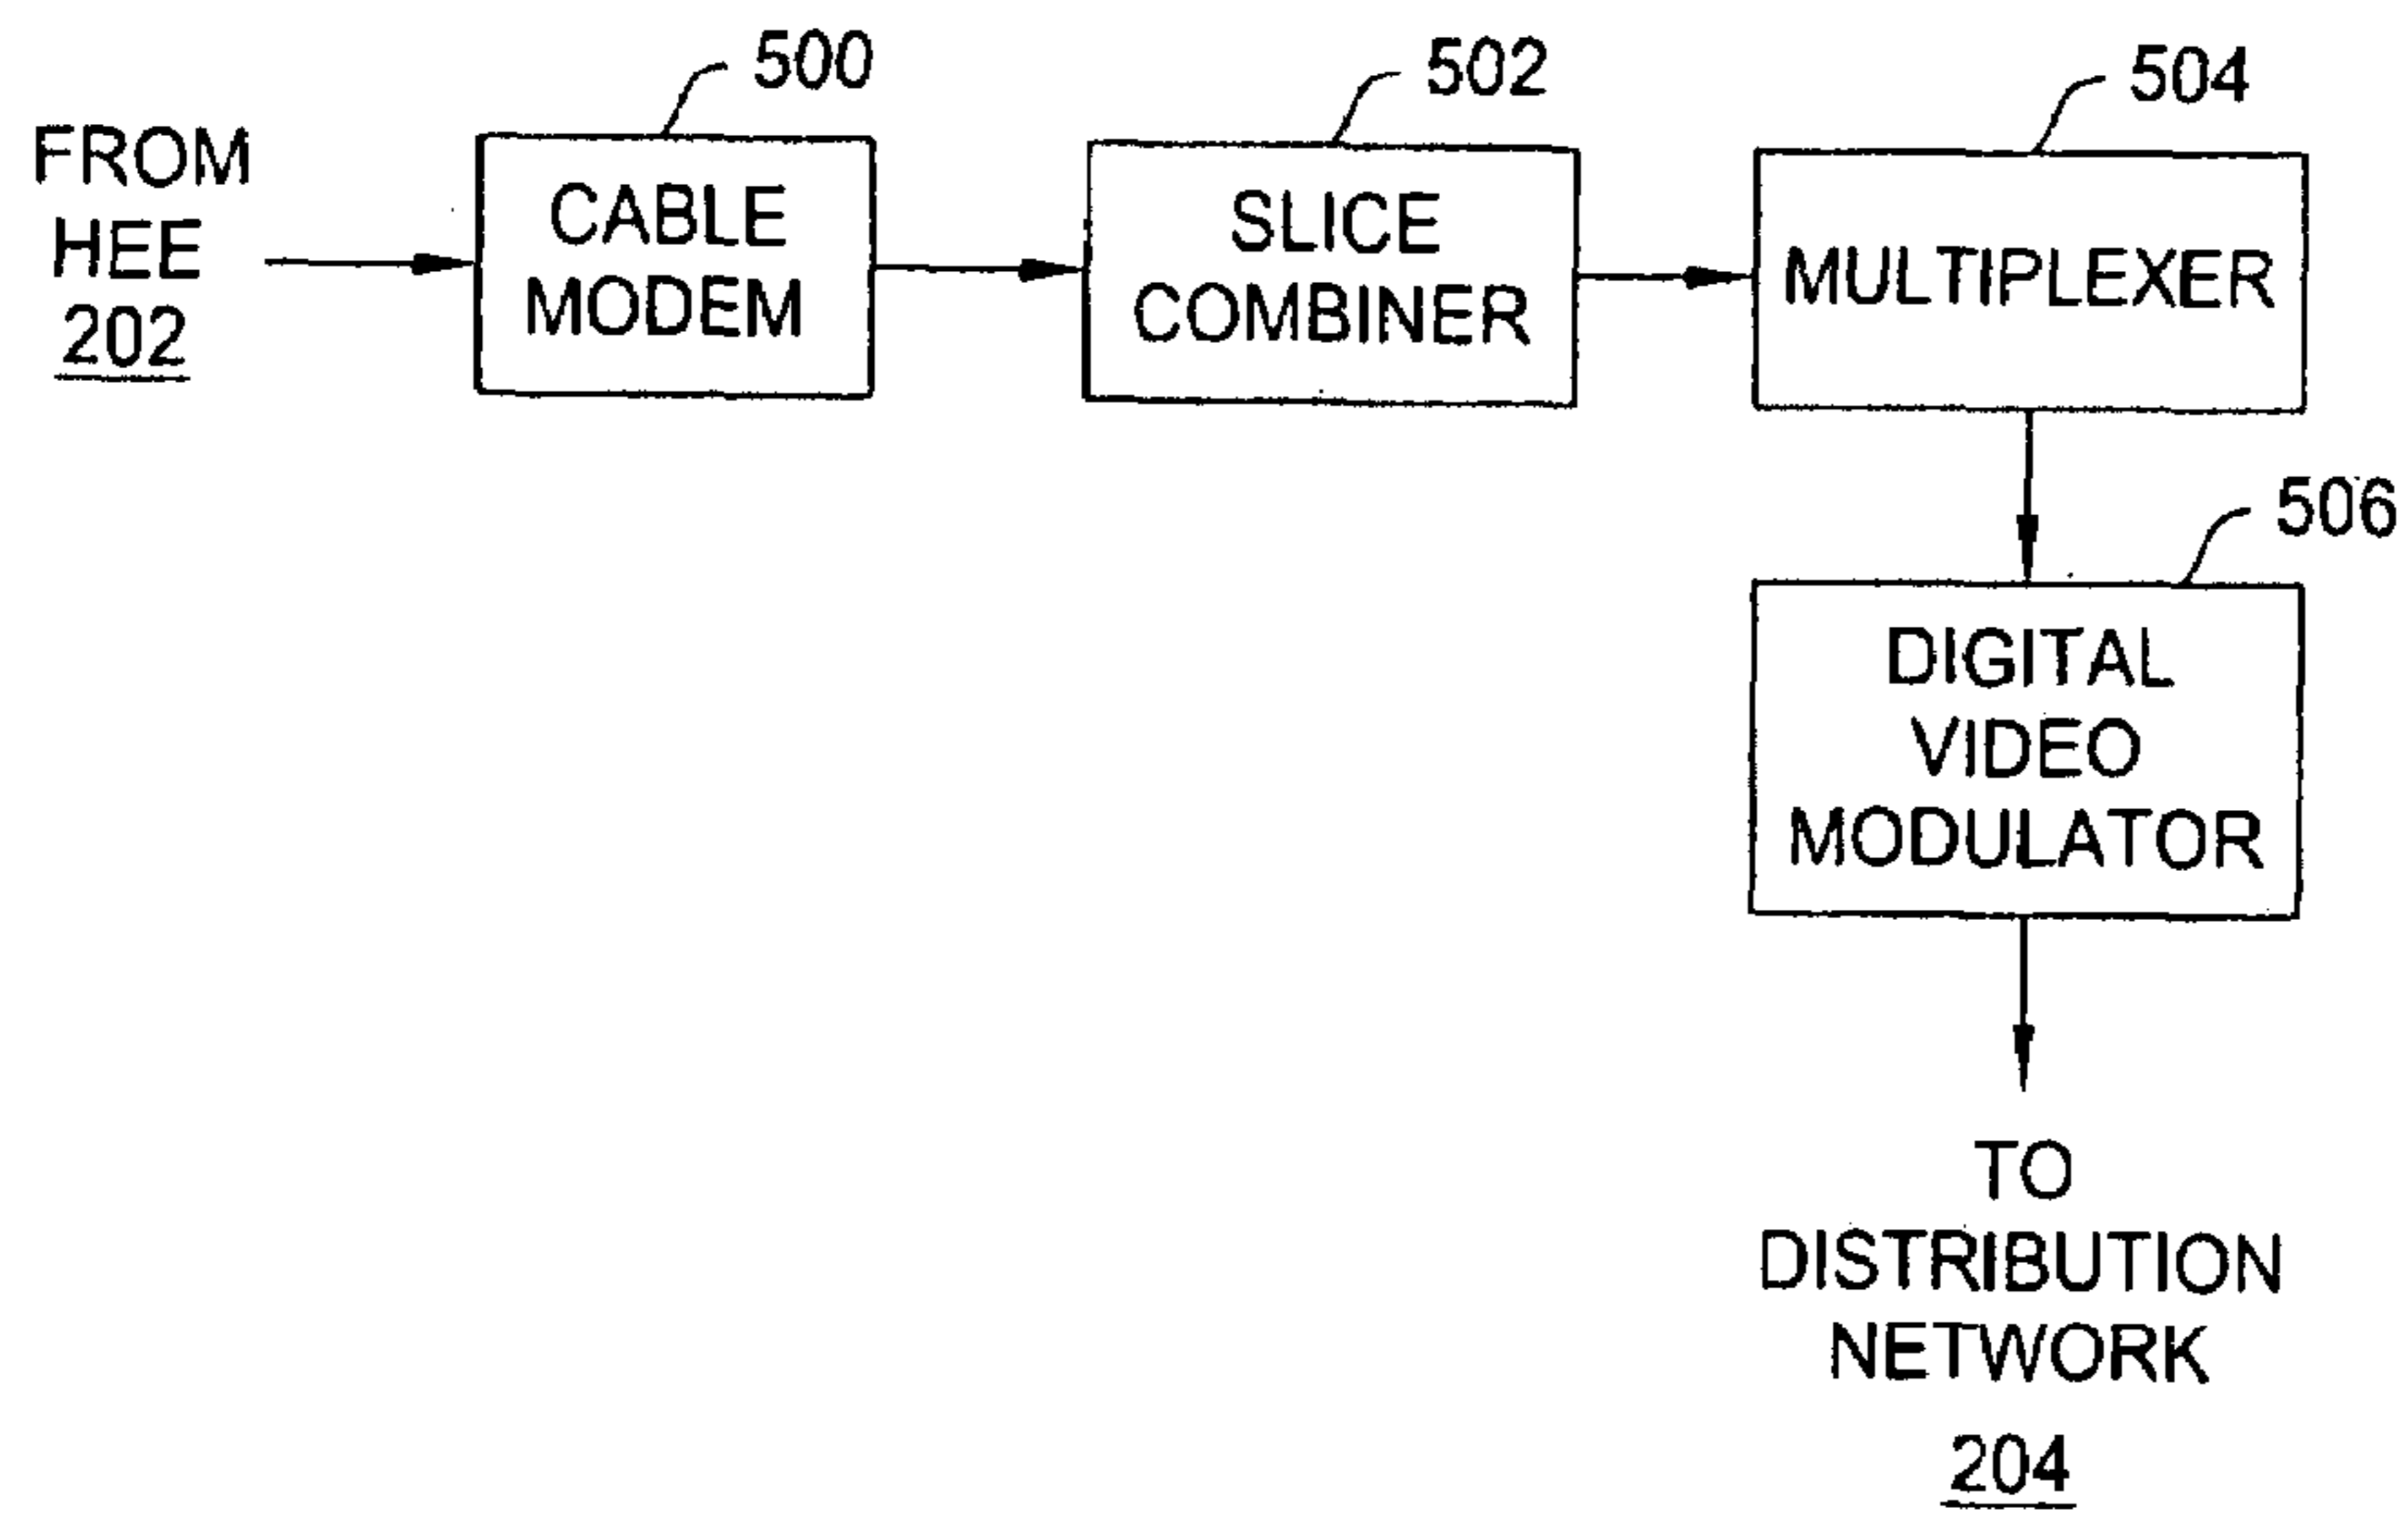 500
502
504
FROM
HEE
202
CABLE
MODEM
SLICE
COMBINER
MULTIPLEXER
506
DIGITAL
VIDEO
MODULATOR
TO
DISTRIBUTION
NETWORK
204